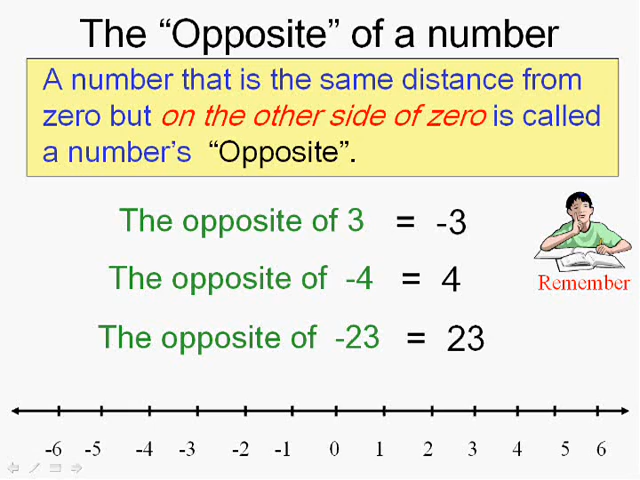 The “Opposite” of a number
A number that is the same distance from
zero but on the other side of zero is called
a number’s “Opposite”.
The opposite of 3 = -3
The opposite of -4 = 4
Remember
The opposite of -23 = 23
-6 -5 -4 -3 -2 -1 0 1 2 3 4 5 6